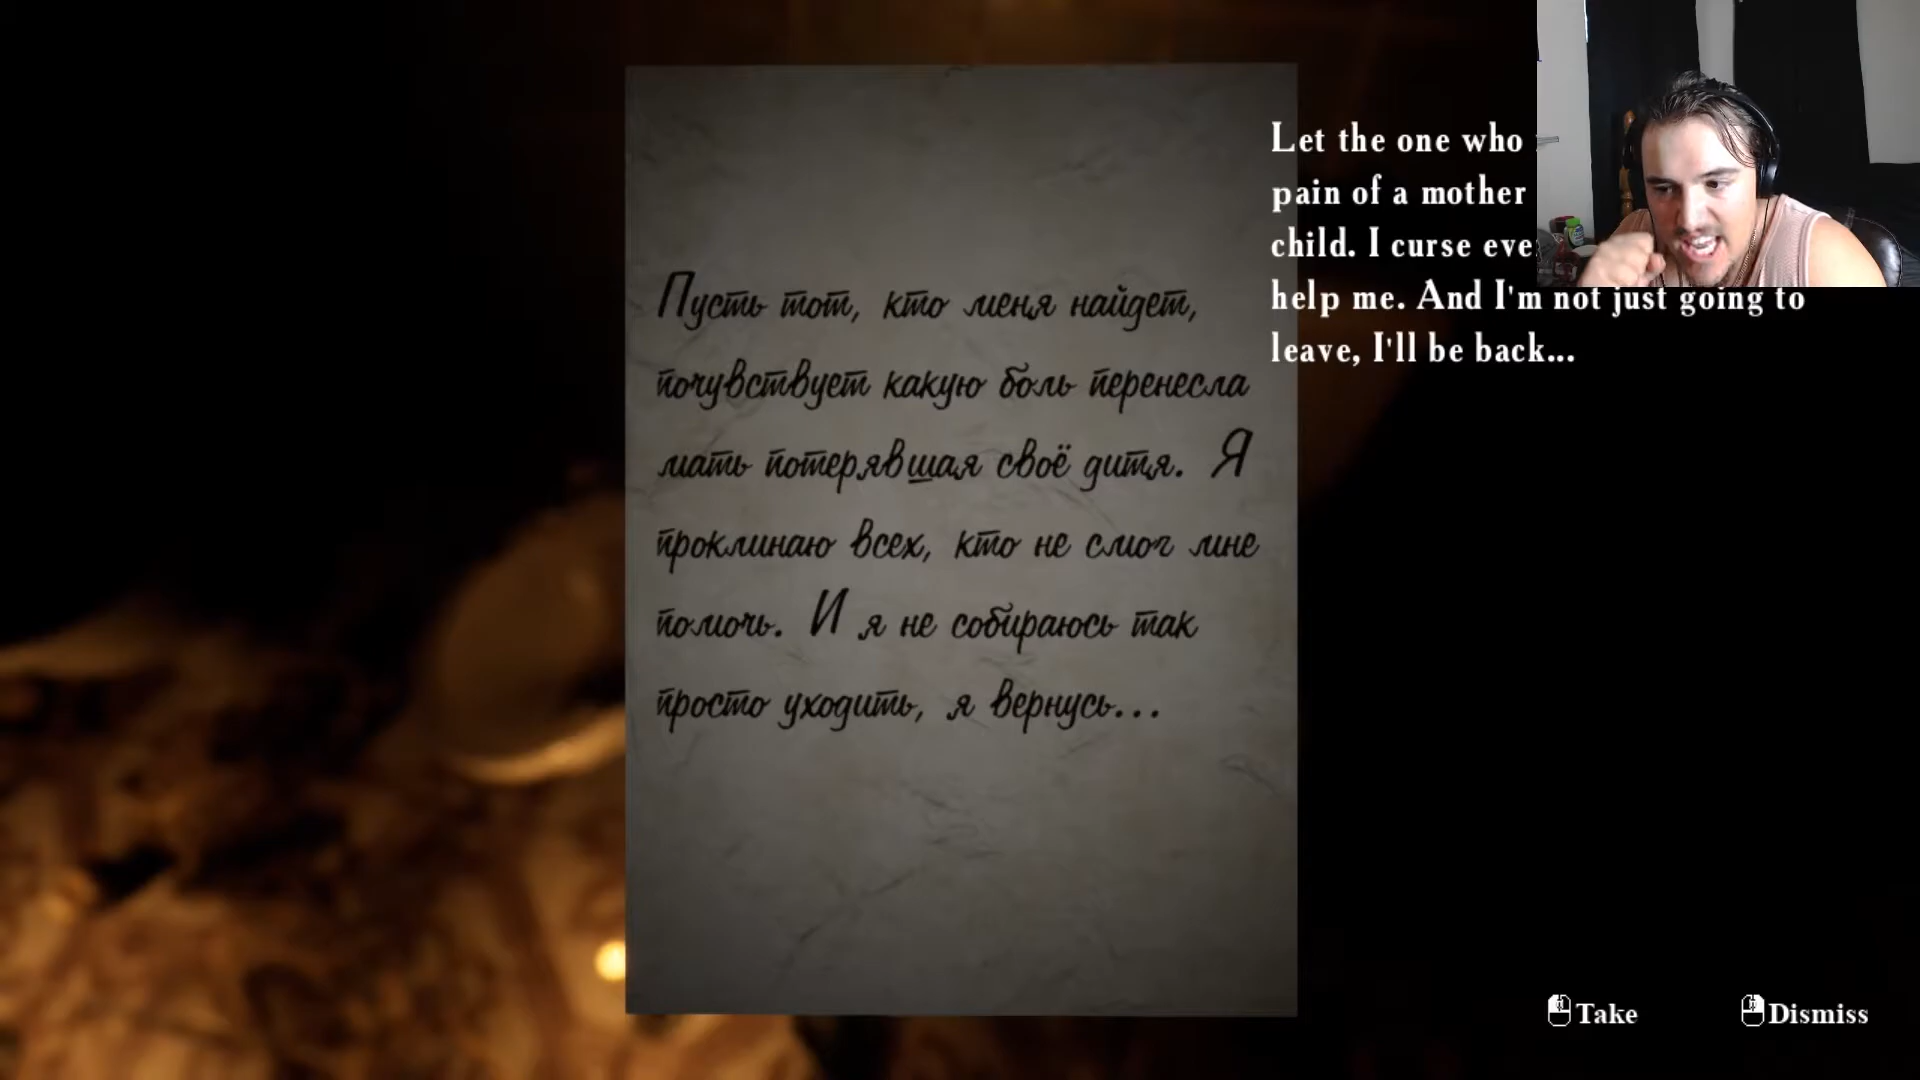 Пусть тот, кто меня найдет,
почувствует какую боль перенесла
мать потерявшая своё дитя. Я
проклинаю всех, кто не смог мне
помочь. И я не собираюсь так
просто уходить, я вернусь...
Let the one who
pain of a mother
child. I curse eve
help me. And I'm not just going to
leave, I'll be back...
Take
Dismiss